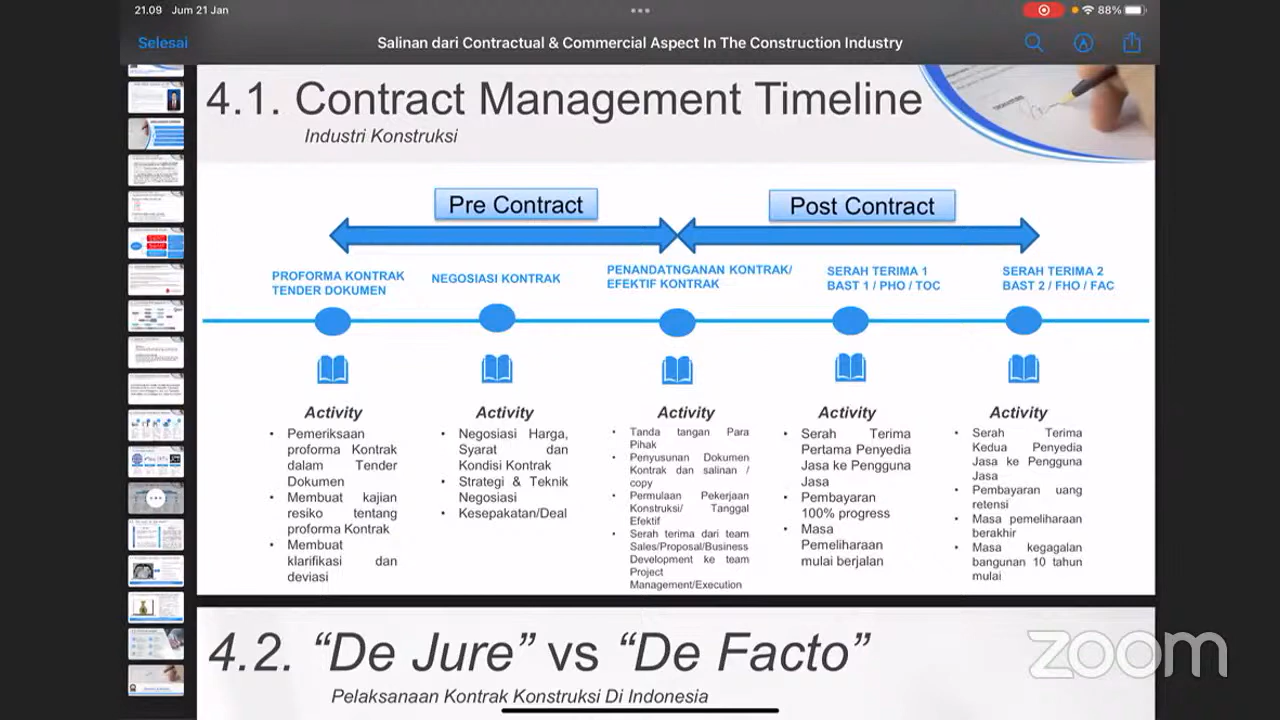 21.09 Jum 21 Jan
88%
Selesai
Salinan dari Contractual & Commercial Aspect In The Construction Industry
4.1. Contract Management Timelne
Industri Konstruksi
Pre Contract
Post Contract
PROFORMA KONTRAK
TENDER DOKUMEN
NEGOSIASI KONTRAK
PENANDATNGANAN KONTRAK/
EFEKTIF KONTRAK
SERAH TERIMA 1
BAST 1 / PHO / TOC
SERAH TERIMA 2
BAST 2 / FHO / FAC
Activity
• Pemeriksaan
proforma Kontrak
dalam Tender
Dokumen
• Membuat kajian
resiko tentang
proforma Kontrak
• Membuat
klarifikasi dan
deviasi
Activity
• Negosiasi Harga,
Syarat dan
Kondisi Kontrak
• Strategi & Teknik
Negosiasi
• Kesepakatan/Deal
Activity
• Tanda tangan Para
Pihak
• Penyusunan Dokumen
Kontrak dan salinan /
copy
• Permulaan Pekerjaan
Konstruksi/ Tanggal
Efektif
• Serah terima dari team
Sales/Proposal/Business
Development ke team
Project
Management/Execution
Activity
• Serah Terima
Pertama Penyedia
Jasa ke Pengguna
Jasa
• Pembayaran
100% progress
• Masa
Pemeliharaan
mulai berjalan
Activity
• Serah Terima
Kedua Penyedia
Jasa ke Pengguna
Jasa
• Pembayaran uang
retensi
• Masa pemeliharaan
berakhir
• Masa kegagalan
bangunan 10 tahun
mulai
4.2. “De Jure” vs “De Facto”
Pelaksanaan Kontrak Konstruksi Di Indonesia
zoom